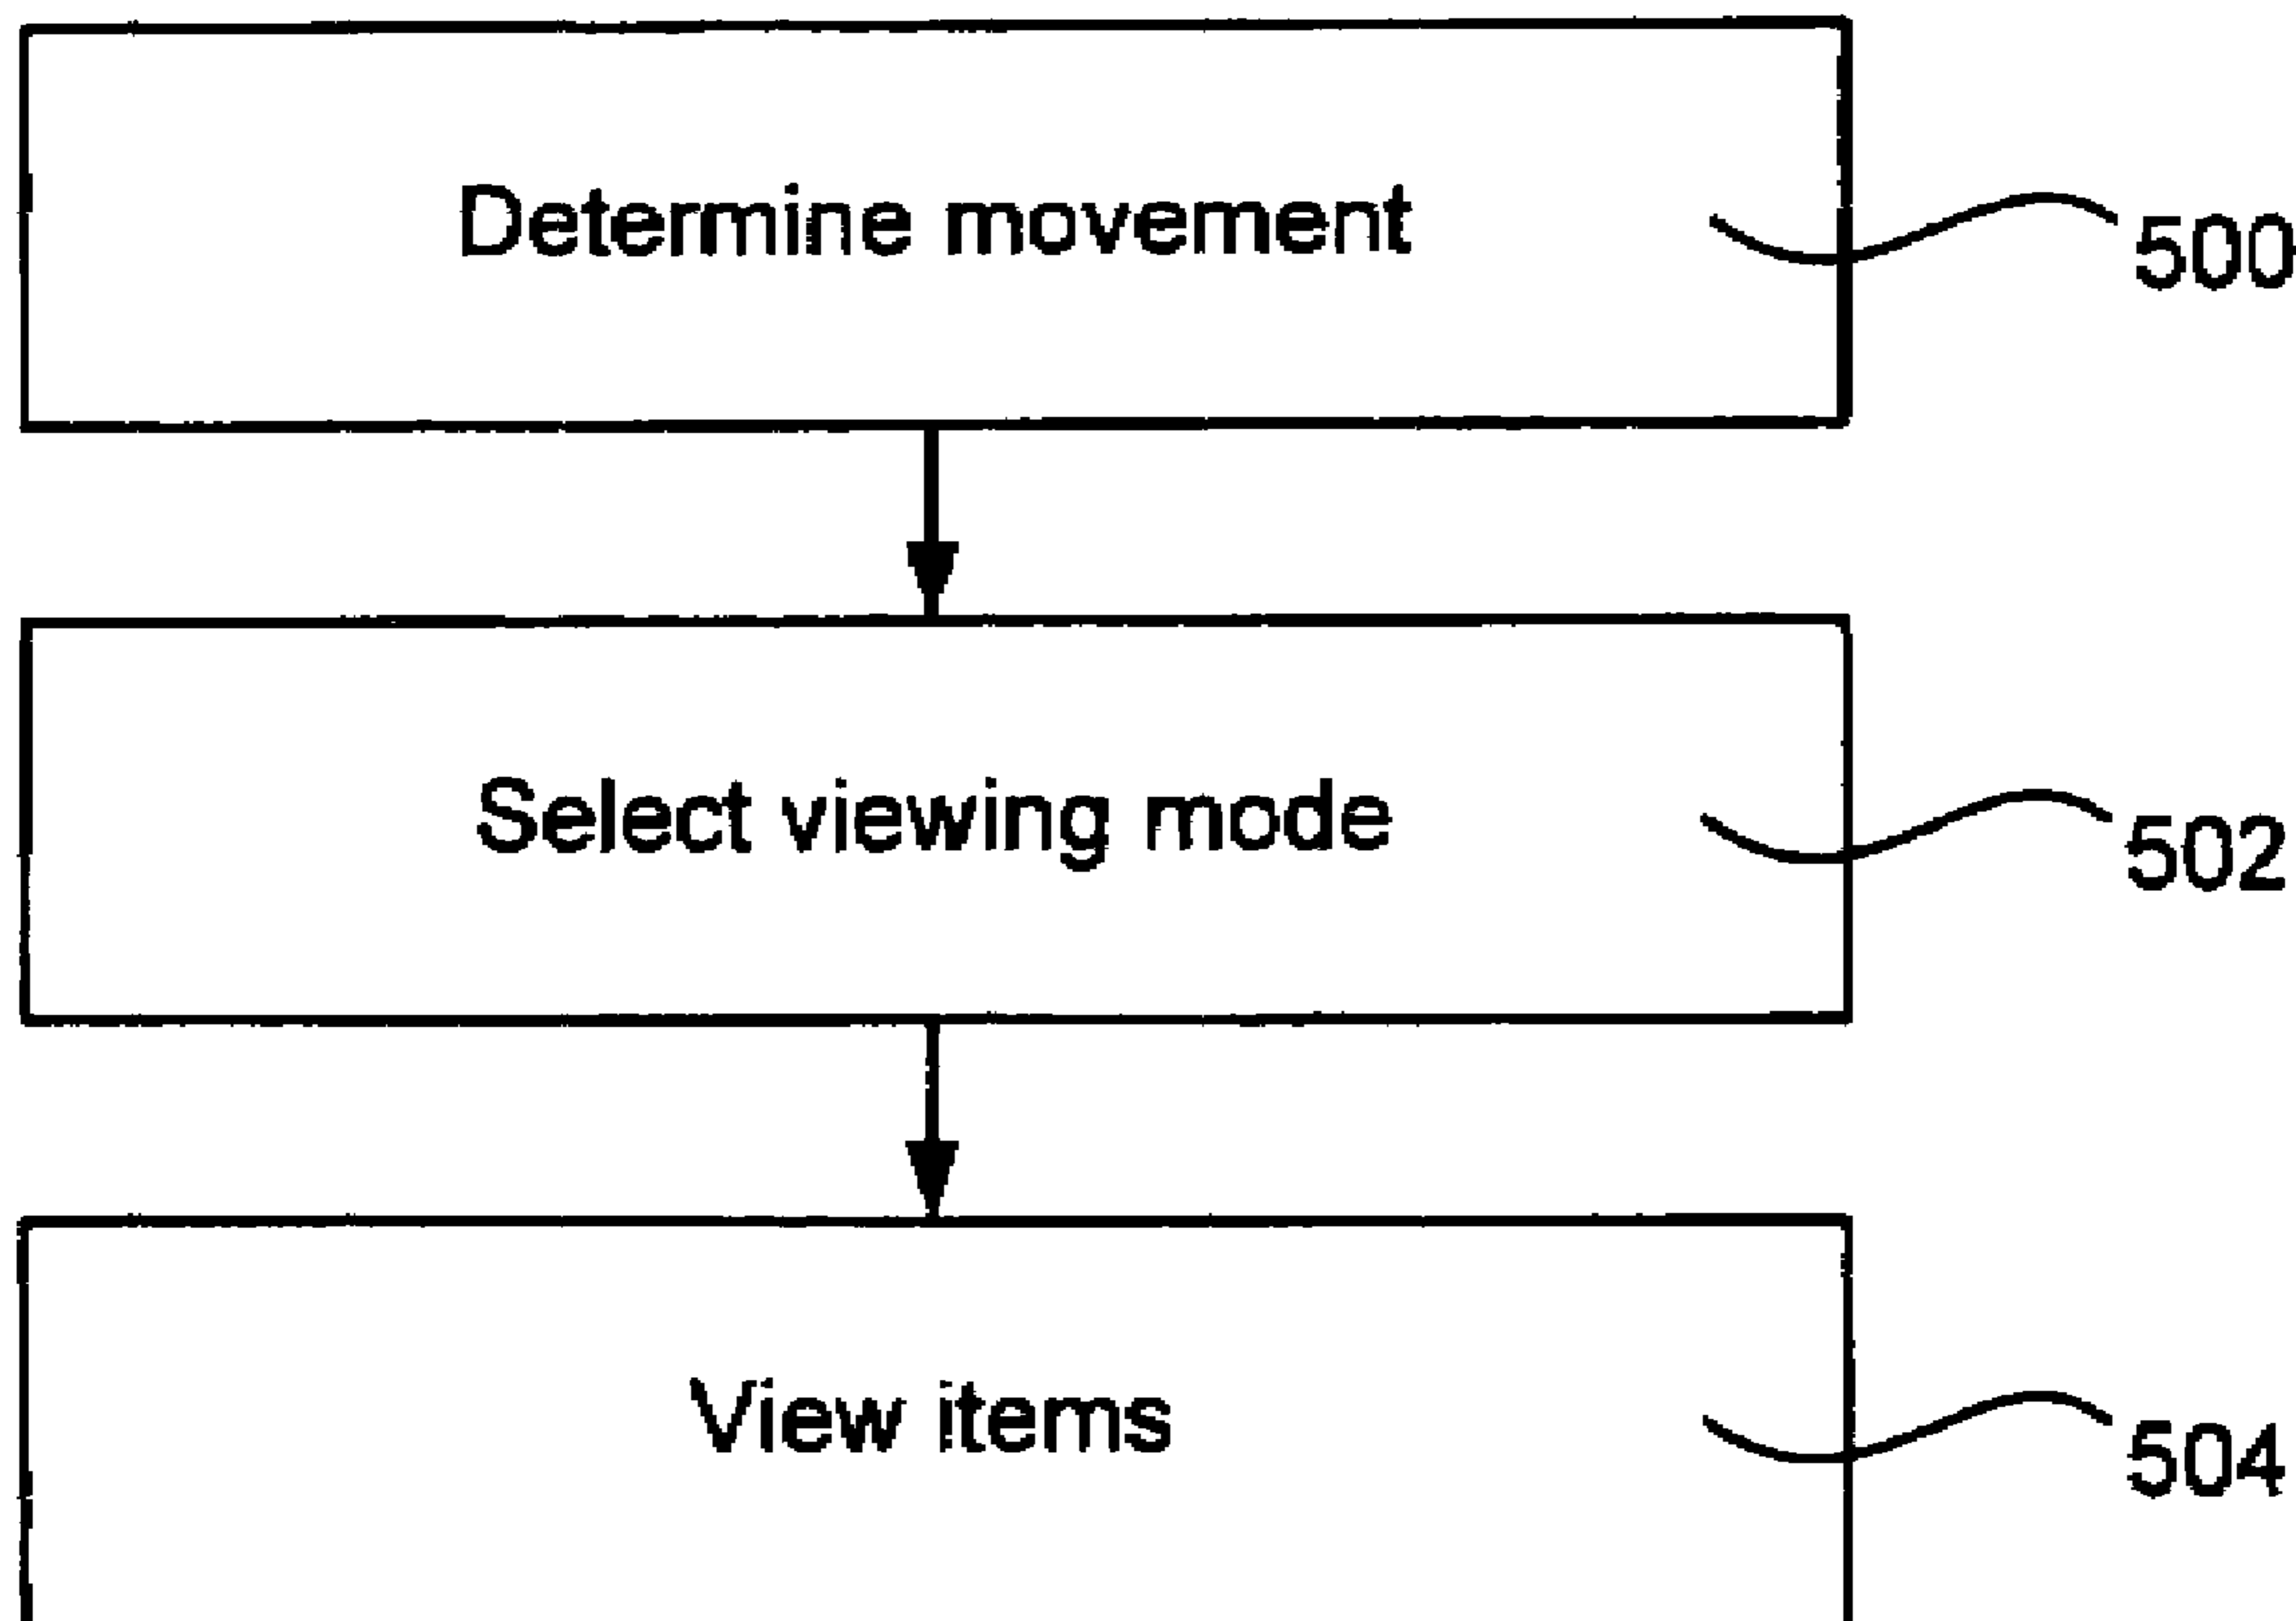 Determine movement
500
Select viewing mode
502
View items
504